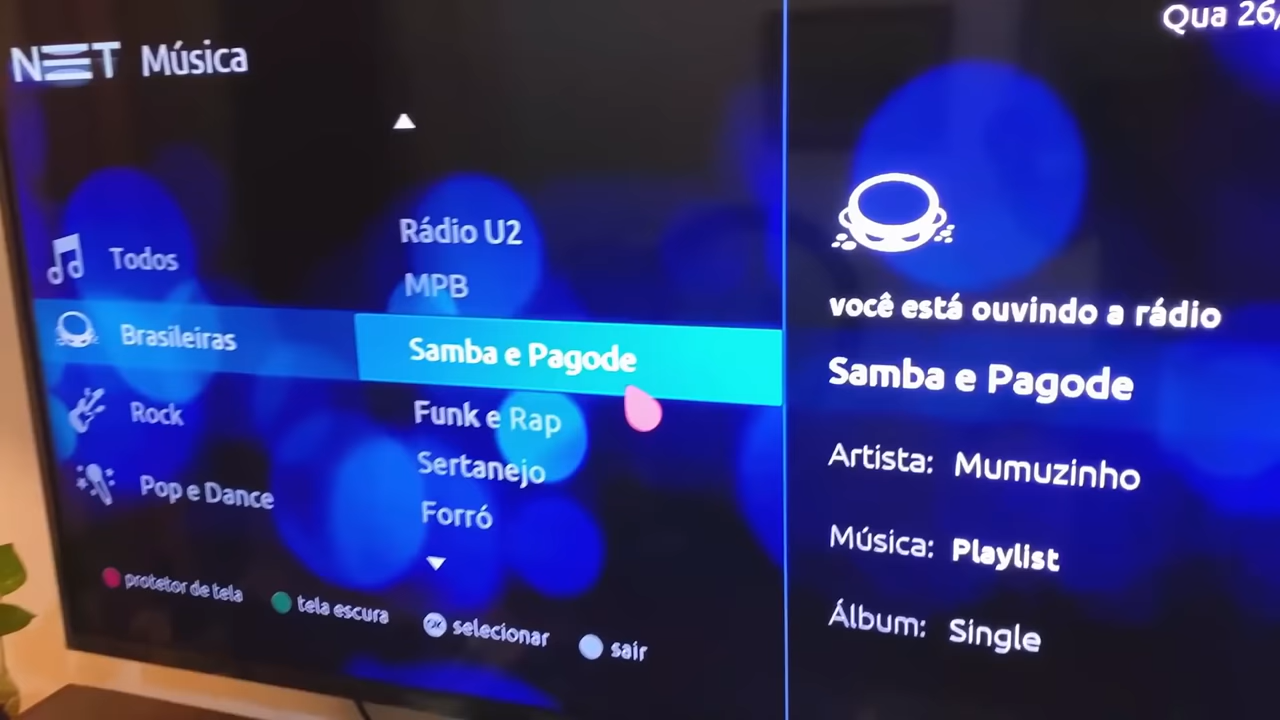 NET Música
Qua 26/
Todos
Brasileiras
Rock
Pop e Dance
Rádio U2
MPB
Samba e Pagode
Funk e Rap
Sertanejo
Forró
protetor de tela
tela escura
OK selecionar
sair
você está ouvindo a rádio
Samba e Pagode
Artista: Mumuzinho
Música: Playlist
Álbum: Single